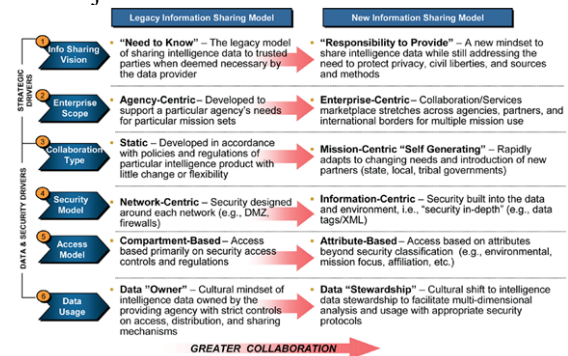 Legacy Information Sharing Model
New Information Sharing Model
STRATEGIC DRIVERS
DATA & SECURITY DRIVERS
1
Info Sharing
Vision
"Need to Know" – The legacy model
of sharing intelligence data to trusted
parties when deemed necessary by
the data provider
"Responsibility to Provide" – A new mindset to
share intelligence data while still addressing the
need to protect privacy, civil liberties, and sources
and methods
2
Enterprise
Scope
Agency-Centric – Developed to
support a particular agency's needs
for particular mission sets
Enterprise-Centric – Collaboration/Services
marketplace stretches across agencies, partners, and
international borders for multiple mission use
3
Collaboration
Type
Static – Developed in accordance
with policies and regulations of
particular intelligence product with
little change or flexibility
Mission-Centric "Self Generating" – Rapidly
adapts to changing needs and introduction of new
partners (state, local, tribal governments)
4
Security
Model
Network-Centric – Security designed
around each network (e.g., DMZ,
firewalls)
Information-Centric – Security built into the data
and environment, i.e., "security in-depth" (e.g., data
tags/XML)
5
Access
Model
Compartment-Based – Access
based primarily on security access
controls and regulations
Attribute-Based – Access based on attributes
beyond security classification (e.g., environmental,
mission focus, affiliation, etc.)
6
Data
Usage
Data "Owner" – Cultural mindset of
intelligence data owned by the
providing agency with strict controls
on access, distribution, and sharing
mechanisms
Data "Stewardship" – Cultural shift to intelligence
data stewardship to facilitate multi-dimensional
analysis and usage with appropriate security
protocols
GREATER COLLABORATION